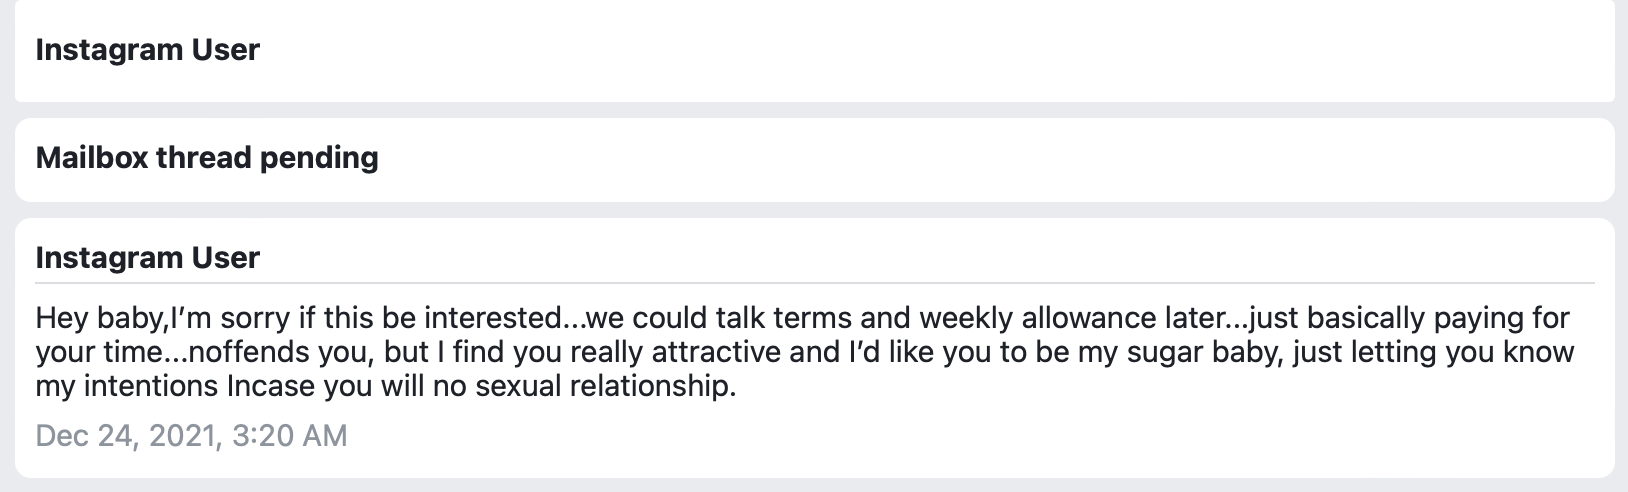 Instagram User
Mailbox thread pending
Instagram User
Hey baby,I’m sorry if this be interested...we could talk terms and weekly allowance later...just basically paying for
your time...noffends you, but I find you really attractive and I’d like you to be my sugar baby, just letting you know
my intentions Incase you will no sexual relationship.
Dec 24, 2021, 3:20 AM